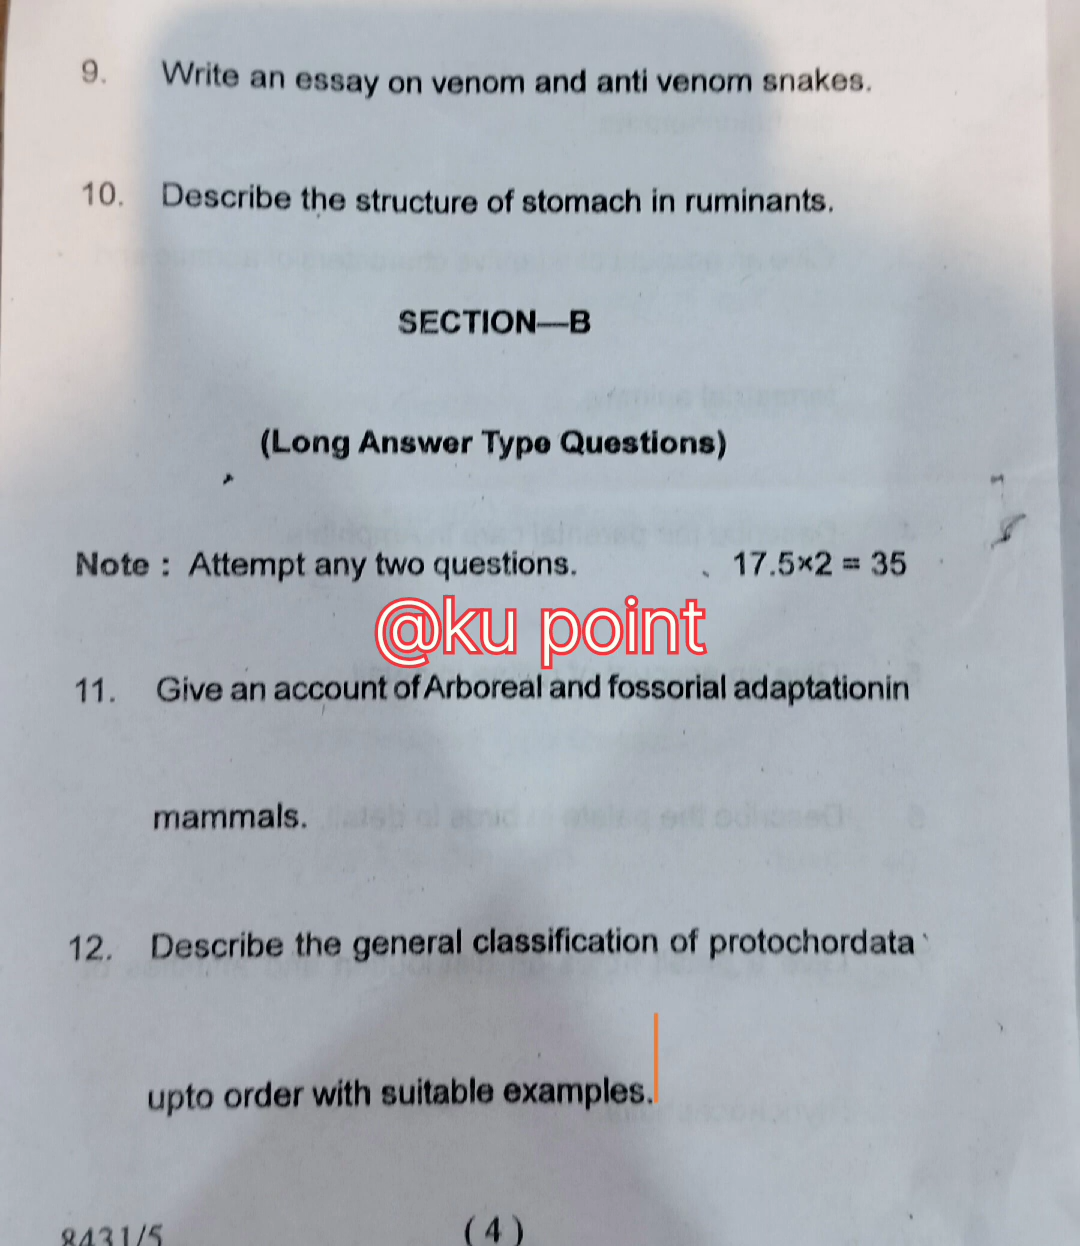 9. Write an essay on venom and anti venom snakes.
10. Describe the structure of stomach in ruminants.
SECTION—B
(Long Answer Type Questions)
Note : Attempt any two questions. 17.5×2 = 35
@ku point
11. Give an account of Arboreal and fossorial adaptationin
mammals.
12. Describe the general classification of protochordata
upto order with suitable examples.
8431/5 (4)